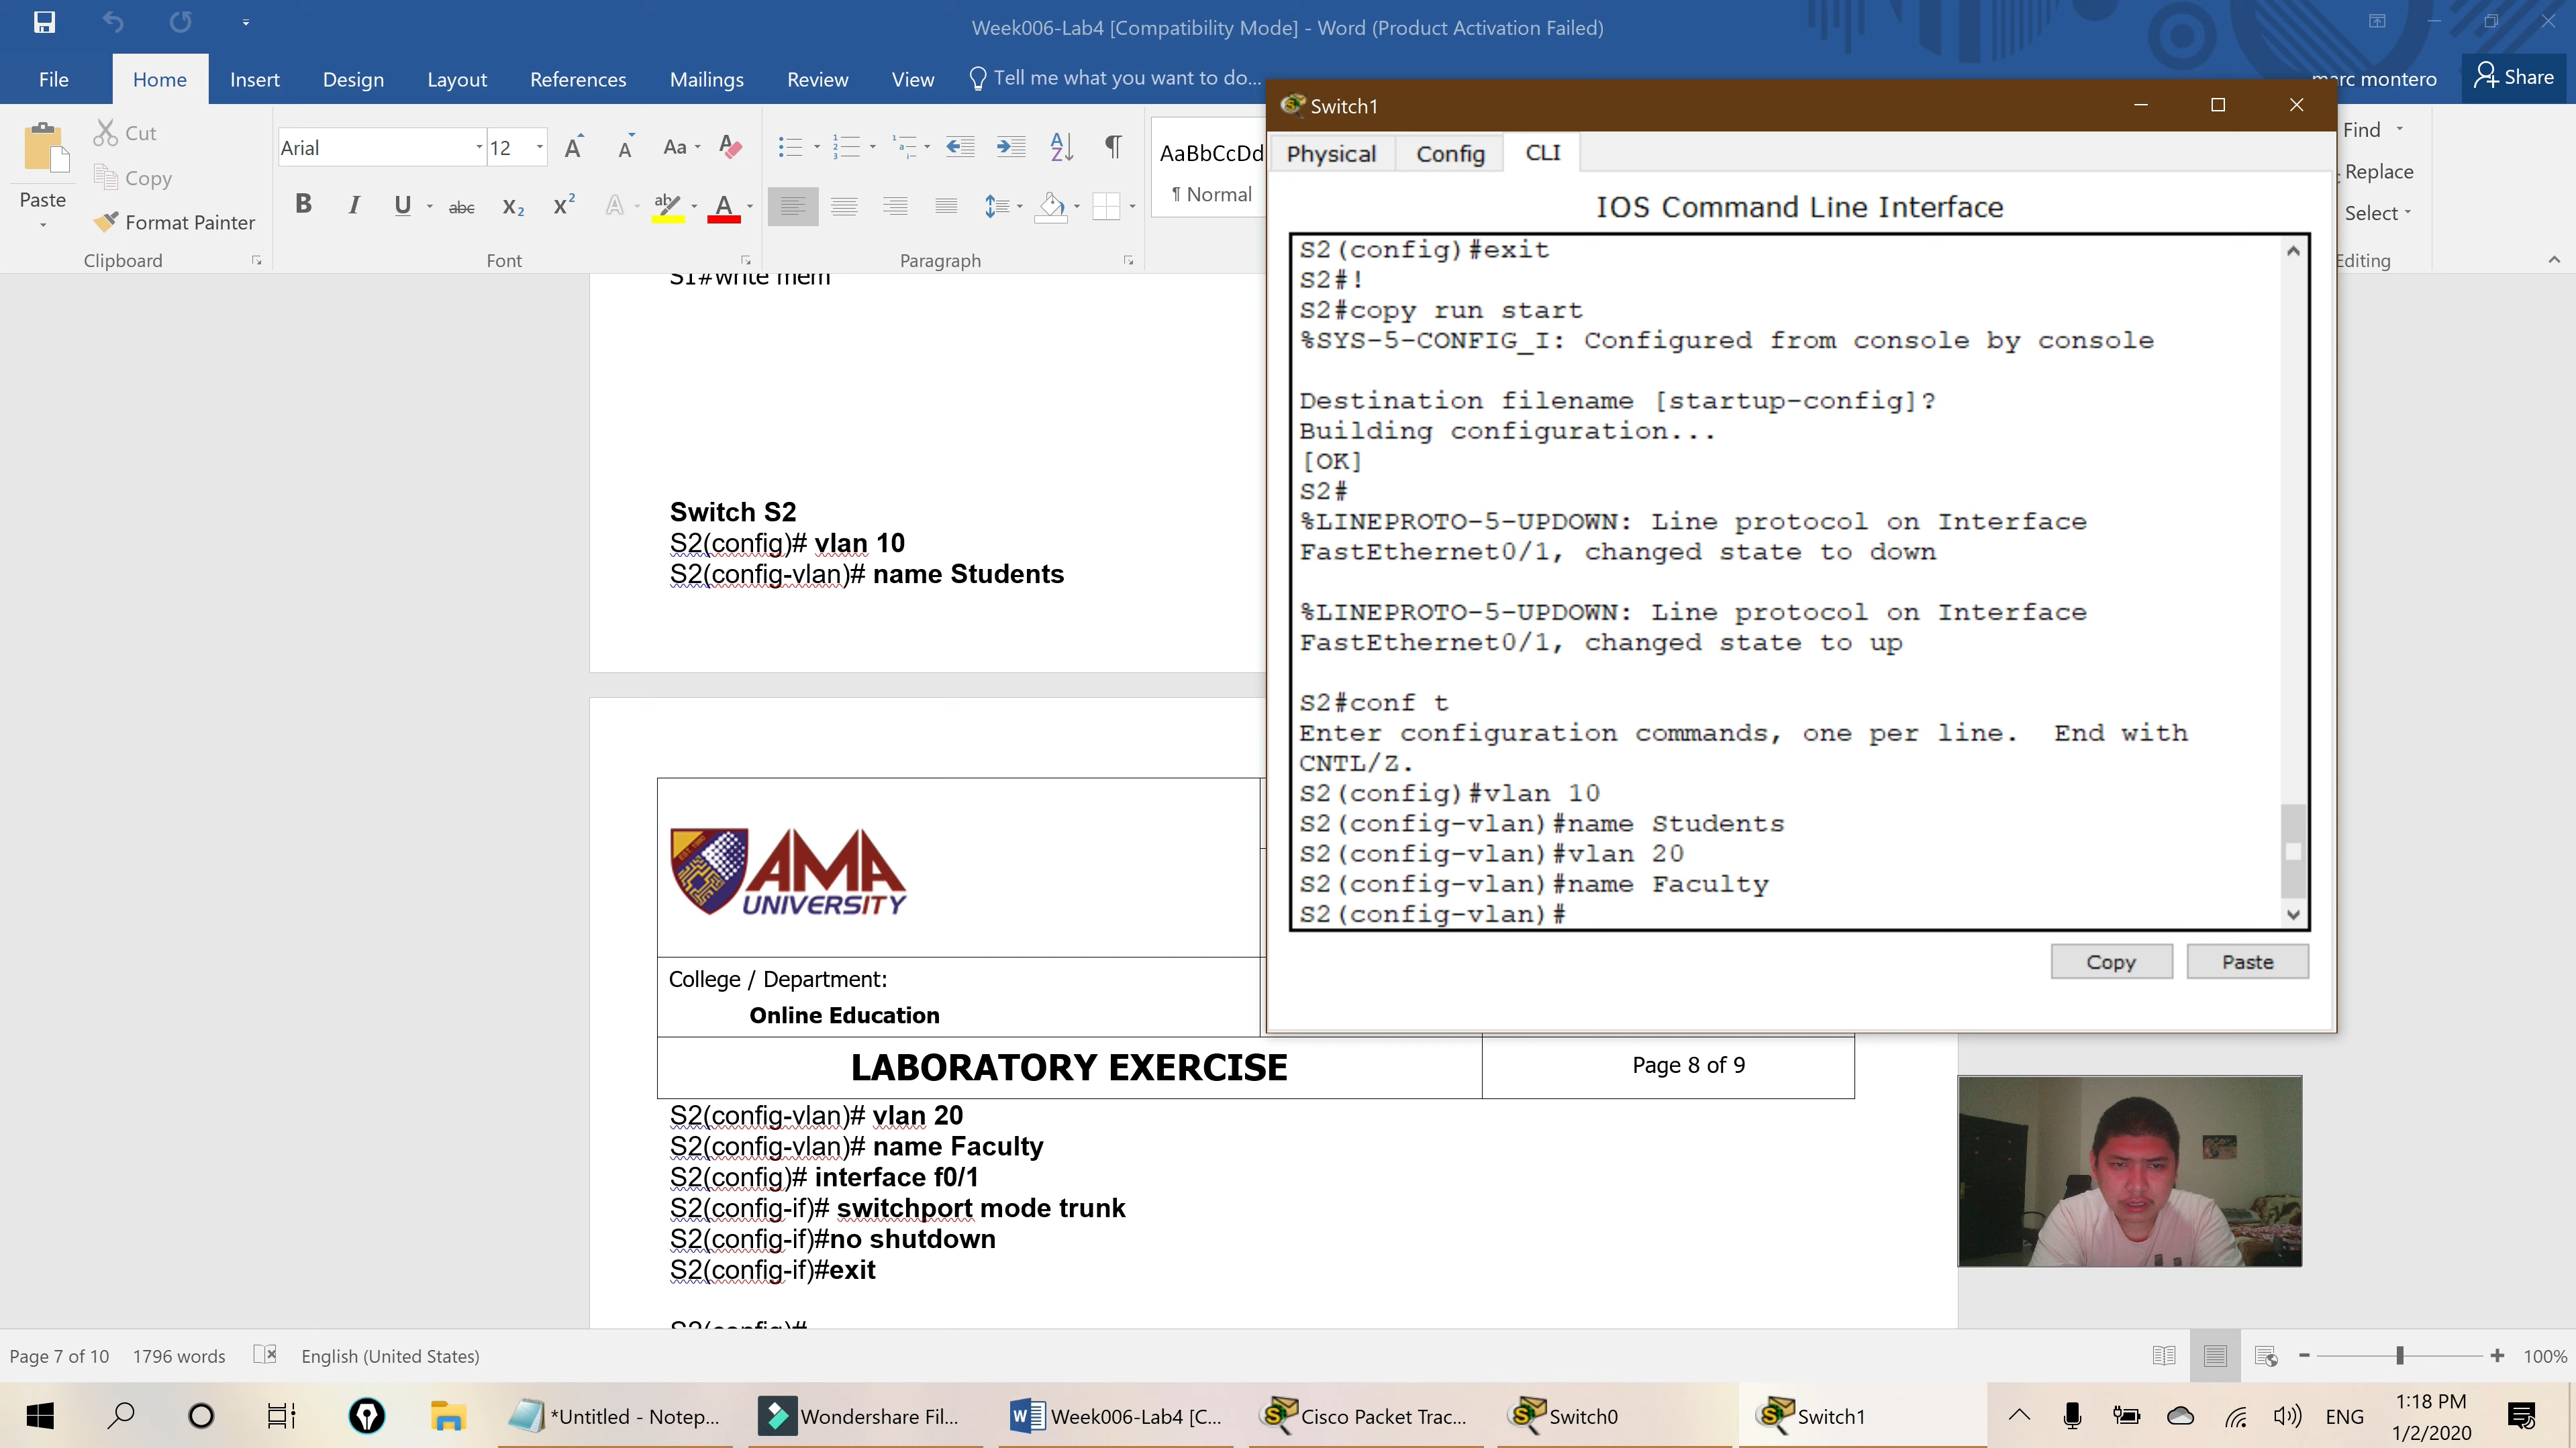 Week006-Lab4 [Compatibility Mode] - Word (Product Activation Failed)
File Home Insert Design Layout References Mailings Review View Tell me what you want to do...
marc montero Share
Paste
Cut
Copy
Format Painter
Clipboard
Arial 12
Font
Paragraph
AaBbCcDd
¶ Normal
Find
Replace
Select
Editing
S1#write mem
Switch S2
S2(config)# vlan 10
S2(config-vlan)# name Students
AMA
UNIVERSITY
College / Department:
Online Education
LABORATORY EXERCISE
Page 8 of 9
S2(config-vlan)# vlan 20
S2(config-vlan)# name Faculty
S2(config)# interface f0/1
S2(config-if)# switchport mode trunk
S2(config-if)#no shutdown
S2(config-if)#exit
S2(config)#
Switch1
Physical Config CLI
IOS Command Line Interface
S2(config)#exit
S2#!
S2#copy run start
%SYS-5-CONFIG_I: Configured from console by console
Destination filename [startup-config]?
Building configuration...
[OK]
S2#
%LINEPROTO-5-UPDOWN: Line protocol on Interface
FastEthernet0/1, changed state to down
%LINEPROTO-5-UPDOWN: Line protocol on Interface
FastEthernet0/1, changed state to up
S2#conf t
Enter configuration commands, one per line.  End with
CNTL/Z.
S2(config)#vlan 10
S2(config-vlan)#name Students
S2(config-vlan)#vlan 20
S2(config-vlan)#name Faculty
S2(config-vlan)#
Copy Paste
Page 7 of 10 1796 words English (United States) 100%
*Untitled - Notep... Wondershare Fil... Week006-Lab4 [C... Cisco Packet Trac... Switch0 Switch1 ENG
1:18 PM
1/2/2020